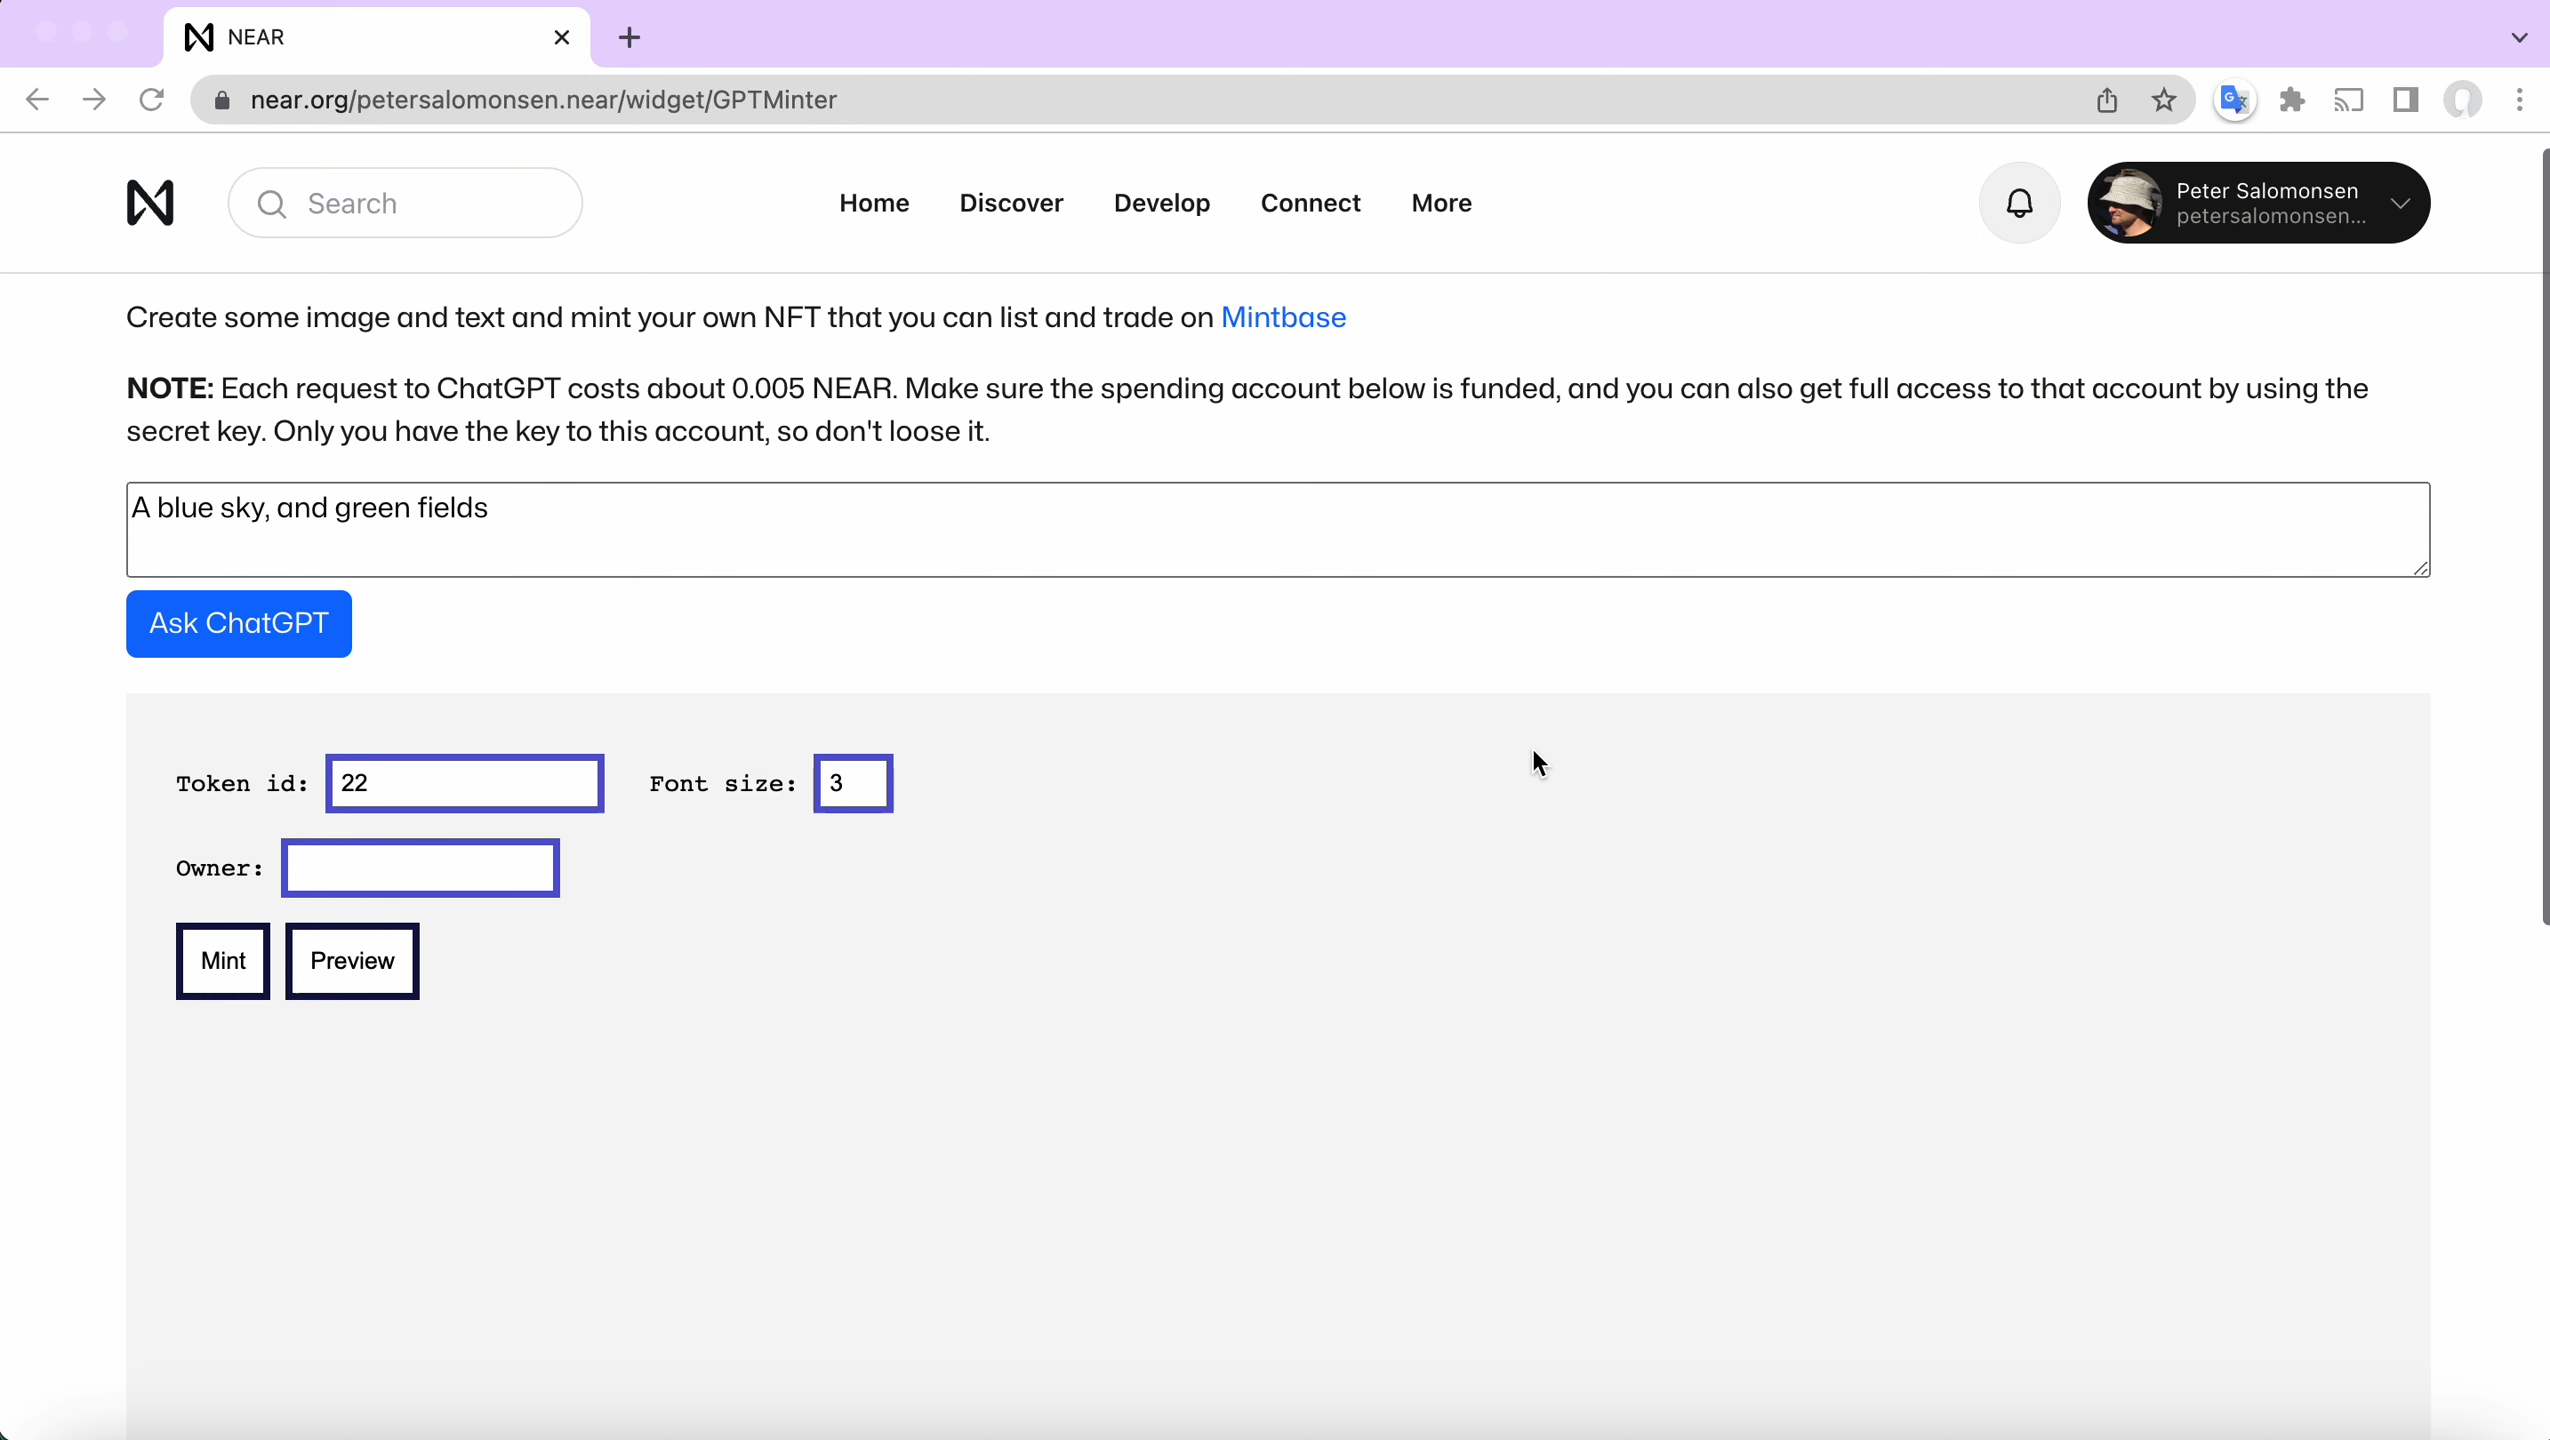 NEAR
near.org/petersalomonsen.near/widget/GPTMinter
Search
Home
Discover
Develop
Connect
More
Peter Salomonsen
petersalomonsen...
Create some image and text and mint your own NFT that you can list and trade on Mintbase
NOTE: Each request to ChatGPT costs about 0.005 NEAR. Make sure the spending account below is funded, and you can also get full access to that account by using the
secret key. Only you have the key to this account, so don't loose it.
A blue sky, and green fields
Ask ChatGPT
Token id: 22 Font size: 3
Owner:
Mint Preview